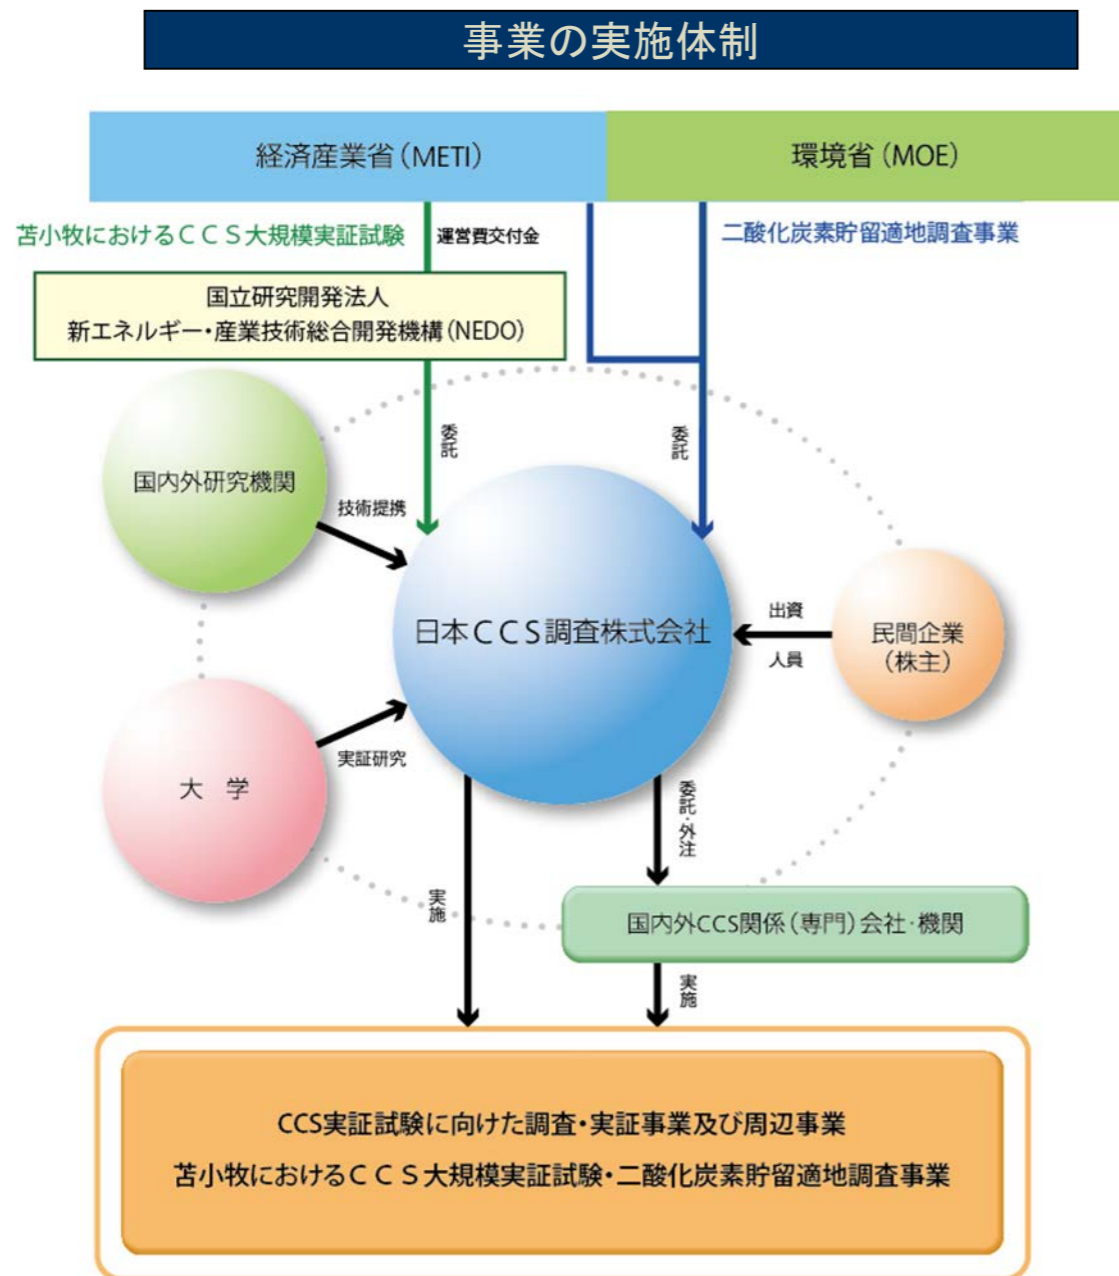 事業の実施体制
経済産業省(METI)
環境省(MOE)
苫小牧におけるCCS大規模実証試験
運営費交付金
二酸化炭素貯留適地調査事業
国立研究開発法人
新エネルギー・産業技術総合開発機構(NEDO)
委託
委託
国内外研究機関
技術提携
日本CCS調査株式会社
出資
人員
民間企業
(株主)
大 学
実証研究
委託・外注
実施
国内外CCS関係(専門)会社・機関
実施
CCS実証試験に向けた調査・実証事業及び周辺事業
苫小牧におけるCCS大規模実証試験・二酸化炭素貯留適地調査事業